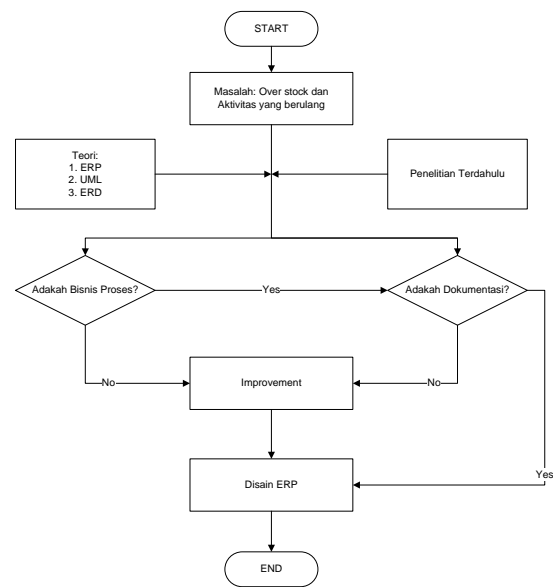 START
Masalah: Over stock dan
Aktivitas yang berulang
Teori:
1. ERP
2. UML
3. ERD
Penelitian Terdahulu
Adakah Bisnis Proses?
Yes
Adakah Dokumentasi?
No
Improvement
No
Yes
Disain ERP
END